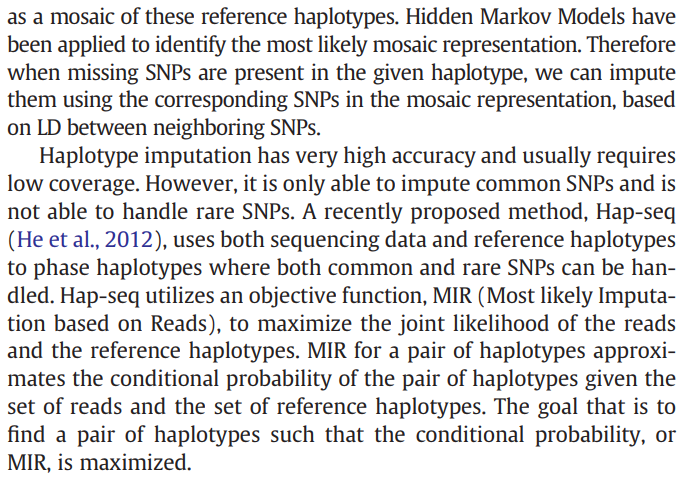 as a mosaic of these reference haplotypes. Hidden Markov Models have
been applied to identify the most likely mosaic representation. Therefore
when missing SNPs are present in the given haplotype, we can impute
them using the corresponding SNPs in the mosaic representation, based
on LD between neighboring SNPs.
Haplotype imputation has very high accuracy and usually requires
low coverage. However, it is only able to impute common SNPs and is
not able to handle rare SNPs. A recently proposed method, Hap-seq
(He et al., 2012), uses both sequencing data and reference haplotypes
to phase haplotypes where both common and rare SNPs can be han-
dled. Hap-seq utilizes an objective function, MIR (Most likely Imputa-
tion based on Reads), to maximize the joint likelihood of the reads
and the reference haplotypes. MIR for a pair of haplotypes approxi-
mates the conditional probability of the pair of haplotypes given the
set of reads and the set of reference haplotypes. The goal that is to
find a pair of haplotypes such that the conditional probability, or
MIR, is maximized.